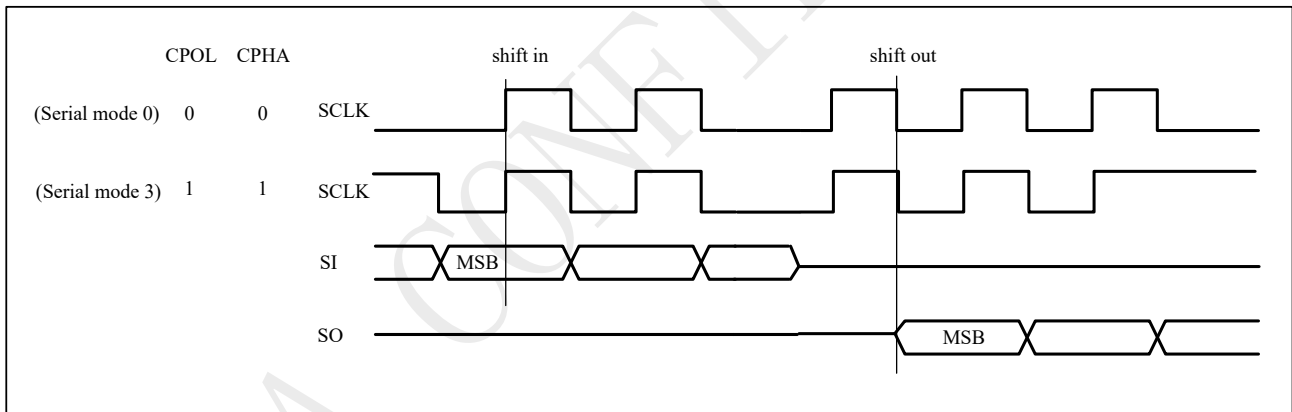 CPOL CPHA shift in shift out
(Serial mode 0) 0 0 SCLK
(Serial mode 3) 1 1 SCLK
SI MSB
SO MSB